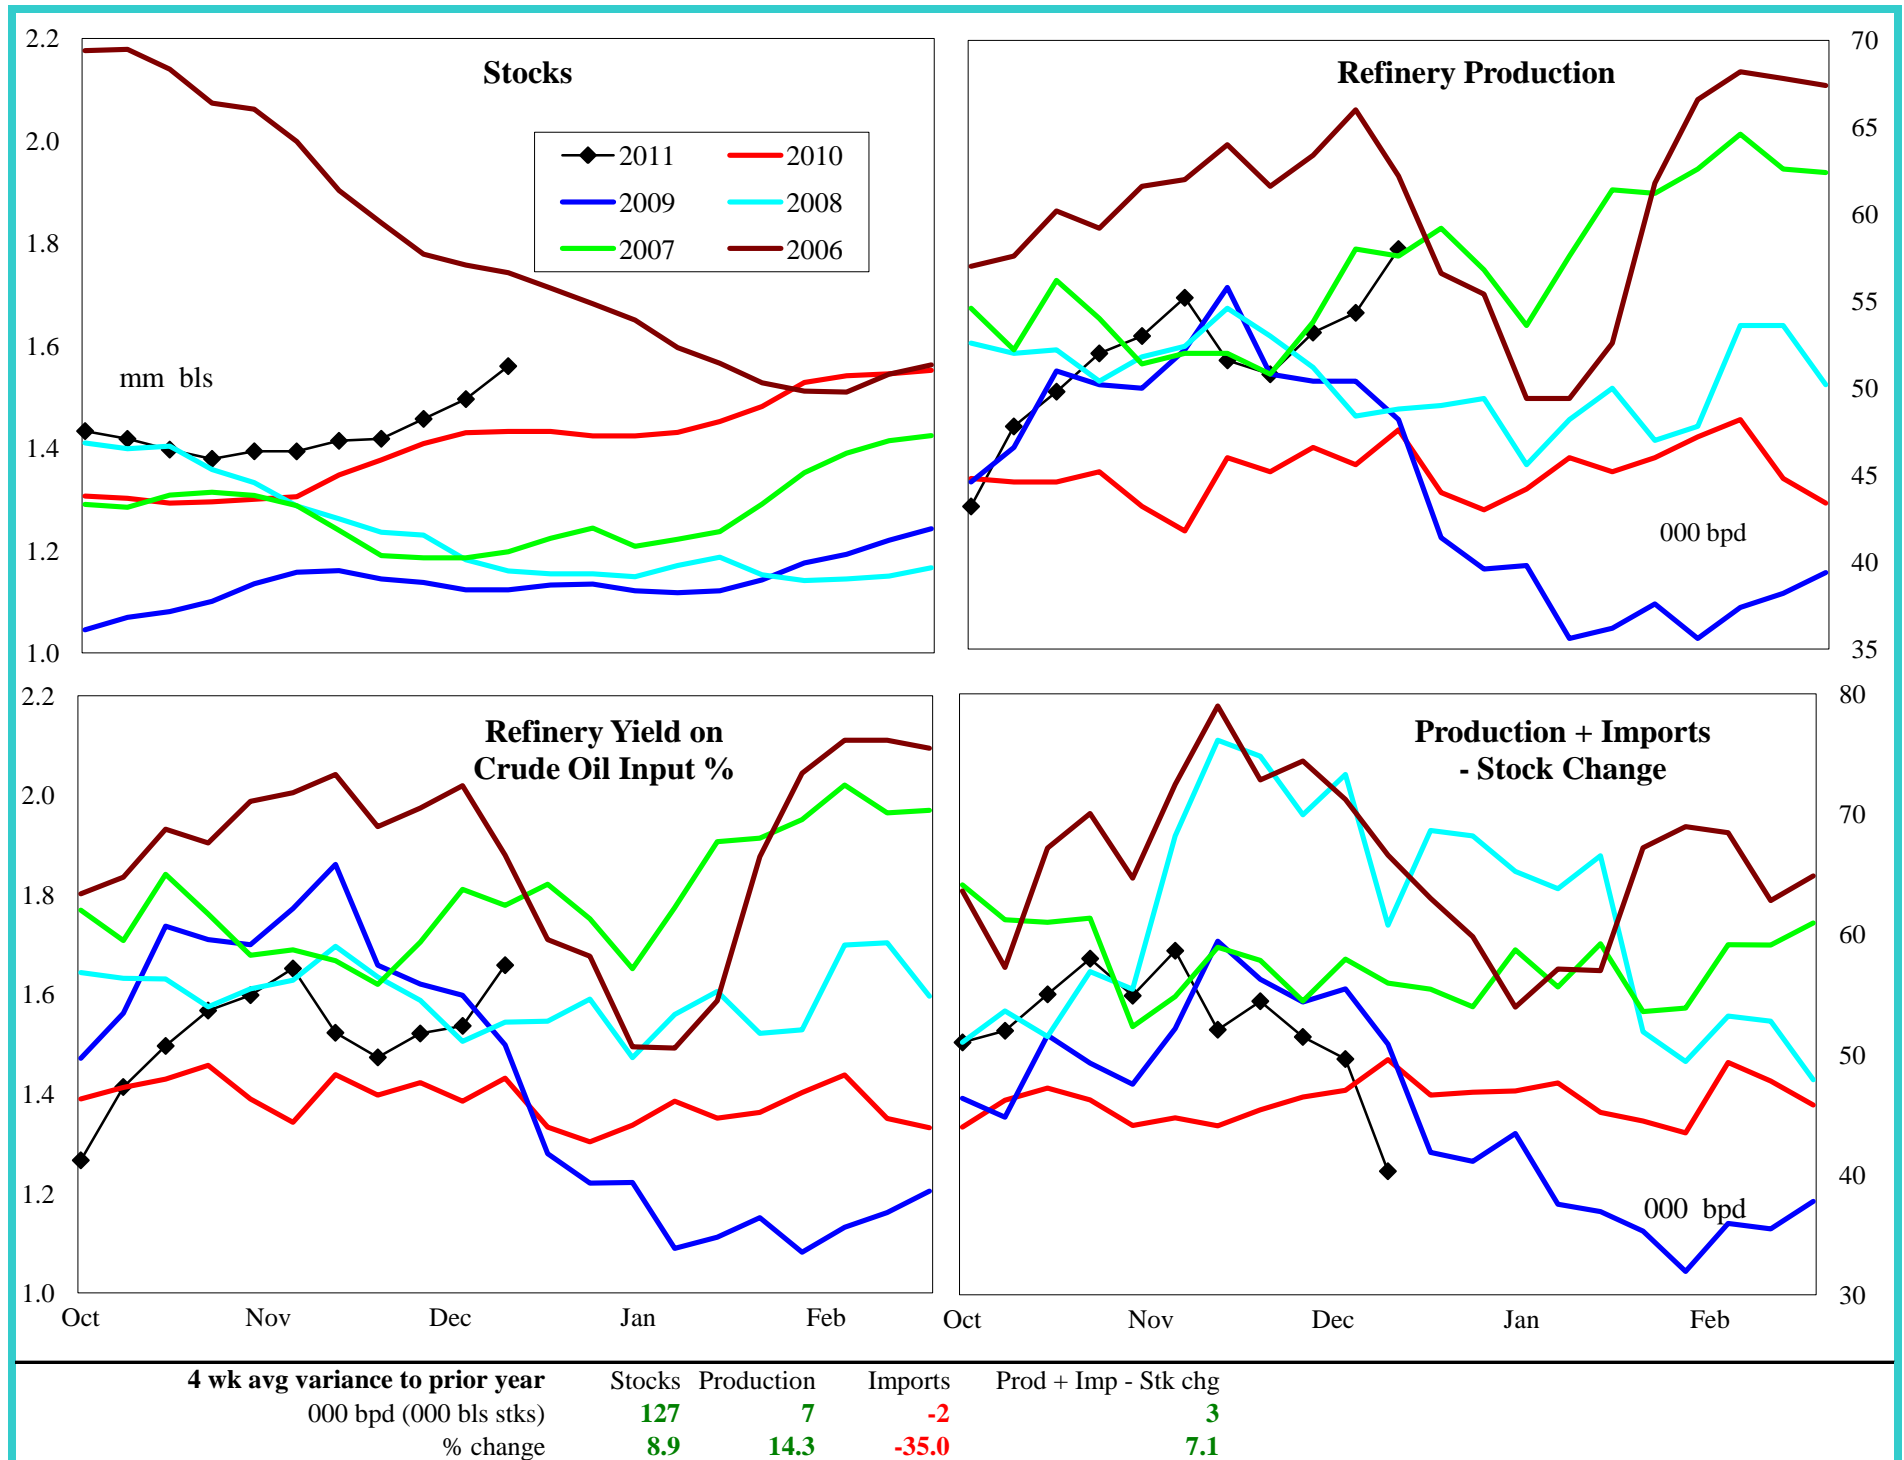 Stocks
2.2
2.0
1.8
1.6
1.4
1.2
1.0
mm bls
2011 2010
2009 2008
2007 2006
Refinery Production
70
65
60
55
50
45
40
35
000 bpd
Refinery Yield on
Crude Oil Input %
2.2
2.0
1.8
1.6
1.4
1.2
1.0
Oct Nov Dec Jan Feb
Production + Imports
- Stock Change
80
70
60
50
40
30
000 bpd
Oct Nov Dec Jan Feb
4 wk avg variance to prior year Stocks Production Imports Prod + Imp - Stk chg
000 bpd (000 bls stks) 127 7 -2 3
% change 8.9 14.3 -35.0 7.1